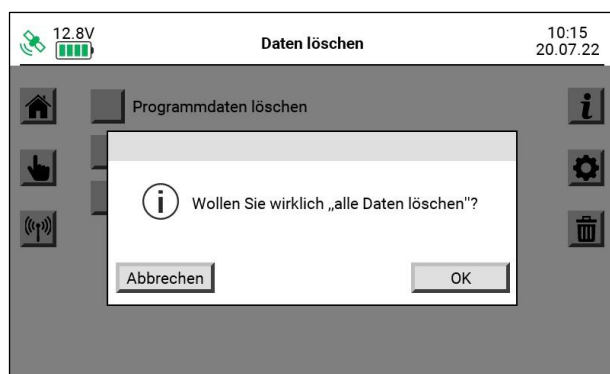 12.8V
Daten löschen
10:15
20.07.22
Programmdaten löschen
Wollen Sie wirklich „alle Daten löschen"?
Abbrechen
OK